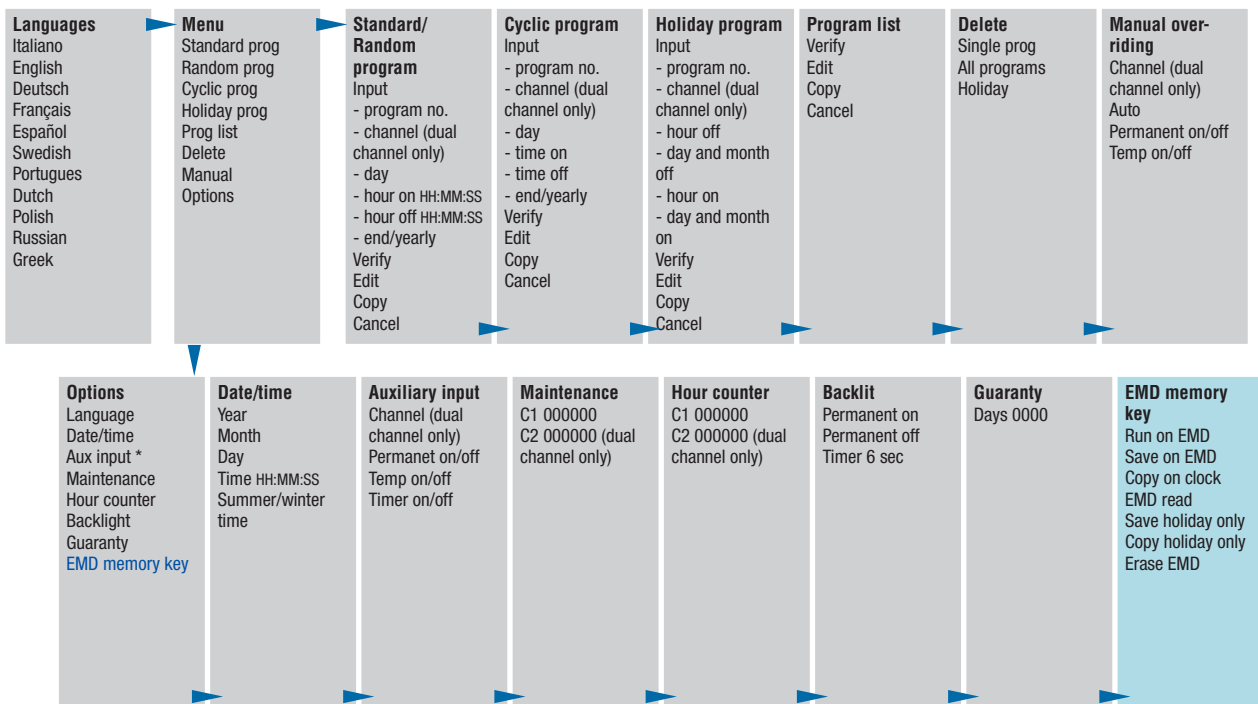 Languages
Italiano
English
Deutsch
Français
Español
Swedish
Portugues
Dutch
Polish
Russian
Greek
Menu
Standard prog
Random prog
Cyclic prog
Holiday prog
Prog list
Delete
Manual
Options
Standard/
Random
program
Input
- program no.
- channel (dual
channel only)
- day
- hour on HH:MM:SS
- hour off HH:MM:SS
- end/yearly
Verify
Edit
Copy
Cancel
Cyclic program
Input
- program no.
- channel (dual
channel only)
- day
- time on
- time off
- end/yearly
Verify
Edit
Copy
Cancel
Holiday program
Input
- program no.
- channel (dual
channel only)
- hour off
- day and month
off
- hour on
- day and month
on
Verify
Edit
Copy
Cancel
Program list
Verify
Edit
Copy
Cancel
Delete
Single prog
All programs
Holiday
Manual over-
riding
Channel (dual
channel only)
Auto
Permanent on/off
Temp on/off
Options
Language
Date/time
Aux input *
Maintenance
Hour counter
Backlight
Guaranty
EMD memory key
Date/time
Year
Month
Day
Time HH:MM:SS
Summer/winter
time
Auxiliary input
Channel (dual
channel only)
Permanet on/off
Temp on/off
Timer on/off
Maintenance
C1 000000
C2 000000 (dual
channel only)
Hour counter
C1 000000
C2 000000 (dual
channel only)
Backlit
Permanent on
Permanent off
Timer 6 sec
Guaranty
Days 0000
EMD memory
key
Run on EMD
Save on EMD
Copy on clock
EMD read
Save holiday only
Copy holiday only
Erase EMD